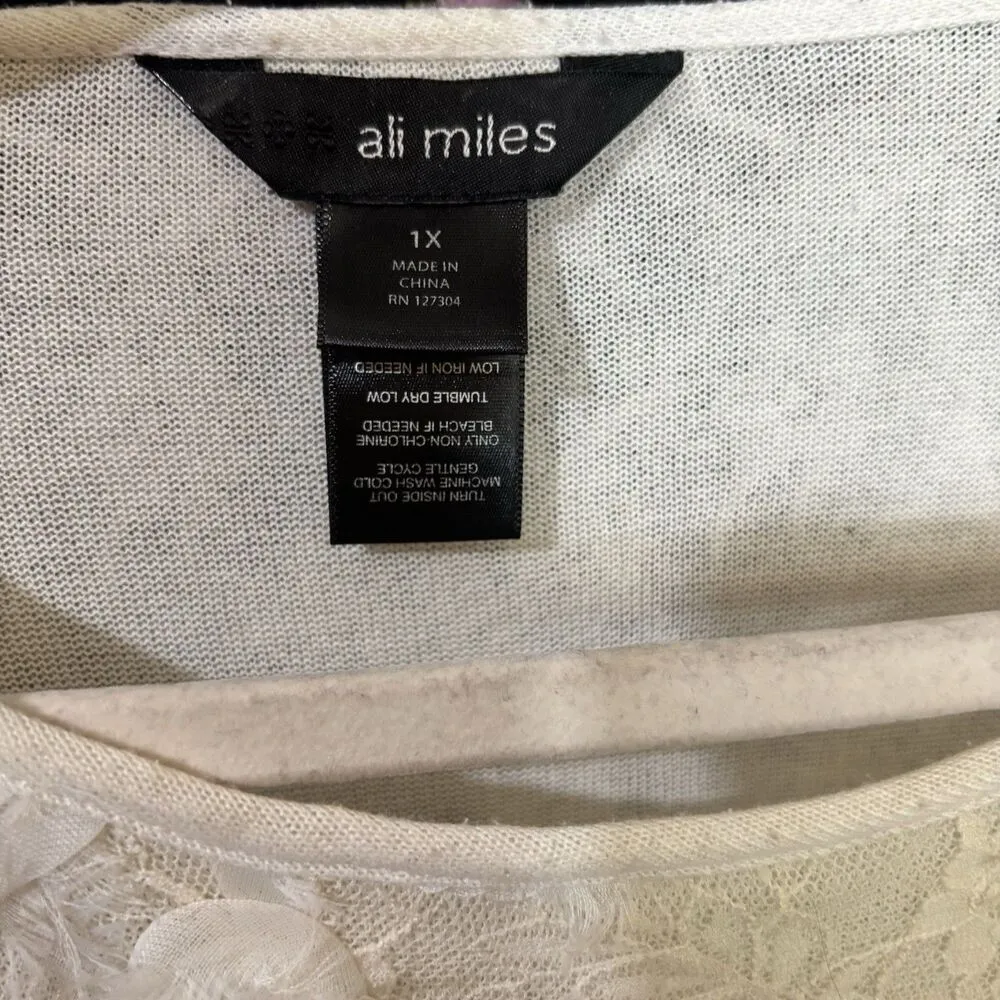 ali miles
1X
MADE IN
CHINA
RN 127304
TURN INSIDE OUT
MACHINE WASH COLD
GENTLE CYCLE
ONLY NON-CHLORINE
BLEACH IF NEEDED
TUMBLE DRY LOW
LOW IRON IF NEEDED